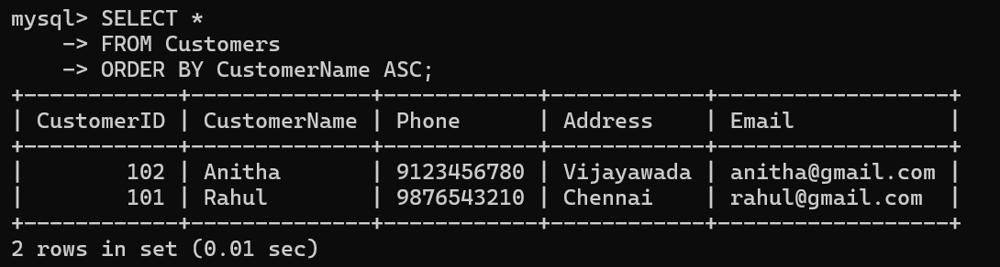 mysql> SELECT *
    -> FROM Customers
    -> ORDER BY CustomerName ASC;
+------------+--------------+------------+------------+------------------+
| CustomerID | CustomerName | Phone      | Address    | Email            |
+------------+--------------+------------+------------+------------------+
|        102 | Anitha       | 9123456780 | Vijayawada | anitha@gmail.com |
|        101 | Rahul        | 9876543210 | Chennai    | rahul@gmail.com  |
+------------+--------------+------------+------------+------------------+
2 rows in set (0.01 sec)